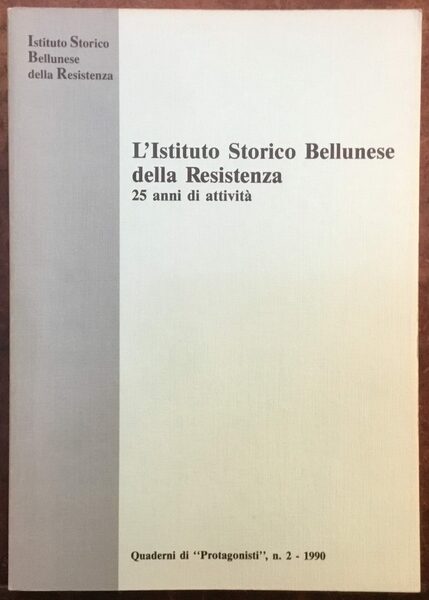 Istituto Storico
Bellunese
della Resistenza
L'Istituto Storico Bellunese
della Resistenza
25 anni di attività
Quaderni di "Protagonisti", n. 2 - 1990